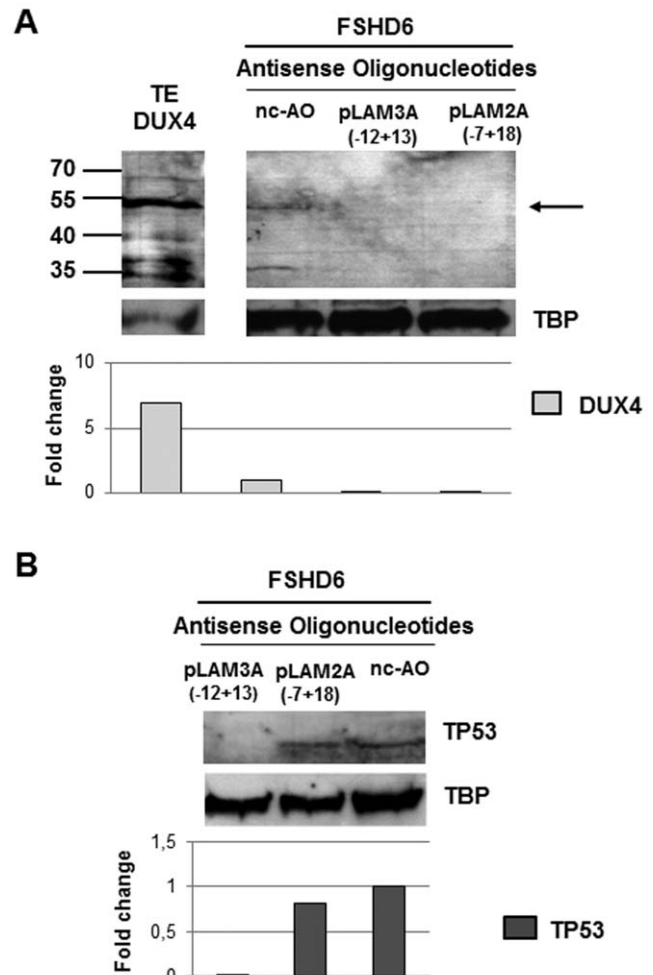 A
FSHD6
Antisense Oligonucleotides
TE
DUX4
nc-AO
pLAM3A
(-12+13)
pLAM2A
(-7+18)
70
55
40
35
TBP
Fold change
10
5
0
DUX4
B
FSHD6
Antisense Oligonucleotides
pLAM3A
(-12+13)
pLAM2A
(-7+18)
nc-AO
TP53
TBP
Fold change
1,5
1
0,5
0
TP53